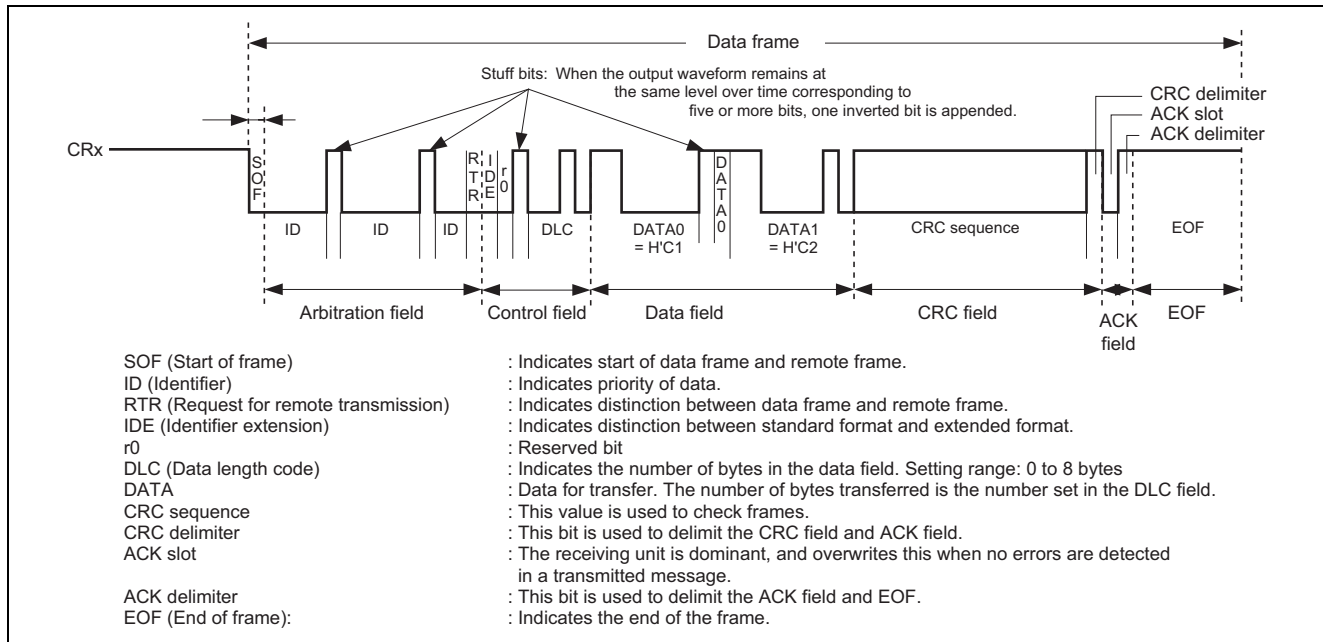 Data frame
Stuff bits: When the output waveform remains at
the same level over time corresponding to
five or more bits, one inverted bit is appended.
CRC delimiter
ACK slot
ACK delimiter
CRx
SOF
RTR
IDE
r0
DATA0
ID
ID
ID
DLC
DATA0
= H'C1
DATA1
= H'C2
CRC sequence
EOF
Arbitration field
Control field
Data field
CRC field
ACK
field
EOF
SOF (Start of frame) : Indicates start of data frame and remote frame.
ID (Identifier) : Indicates priority of data.
RTR (Request for remote transmission) : Indicates distinction between data frame and remote frame.
IDE (Identifier extension) : Indicates distinction between standard format and extended format.
r0 : Reserved bit
DLC (Data length code) : Indicates the number of bytes in the data field. Setting range: 0 to 8 bytes
DATA : Data for transfer. The number of bytes transferred is the number set in the DLC field.
CRC sequence : This value is used to check frames.
CRC delimiter : This bit is used to delimit the CRC field and ACK field.
ACK slot : The receiving unit is dominant, and overwrites this when no errors are detected
in a transmitted message.
ACK delimiter : This bit is used to delimit the ACK field and EOF.
EOF (End of frame): : Indicates the end of the frame.